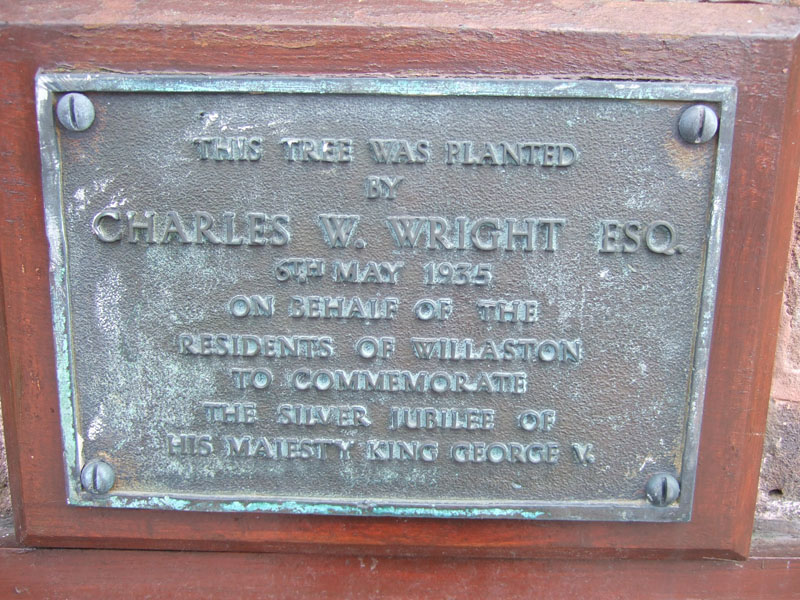 THIS TREE WAS PLANTED
BY
CHARLES W. WRIGHT ESQ.
6TH MAY 1935
ON BEHALF OF THE
RESIDENTS OF WILLASTON
TO COMMEMORATE
THE SILVER JUBILEE OF
HIS MAJESTY KING GEORGE V.